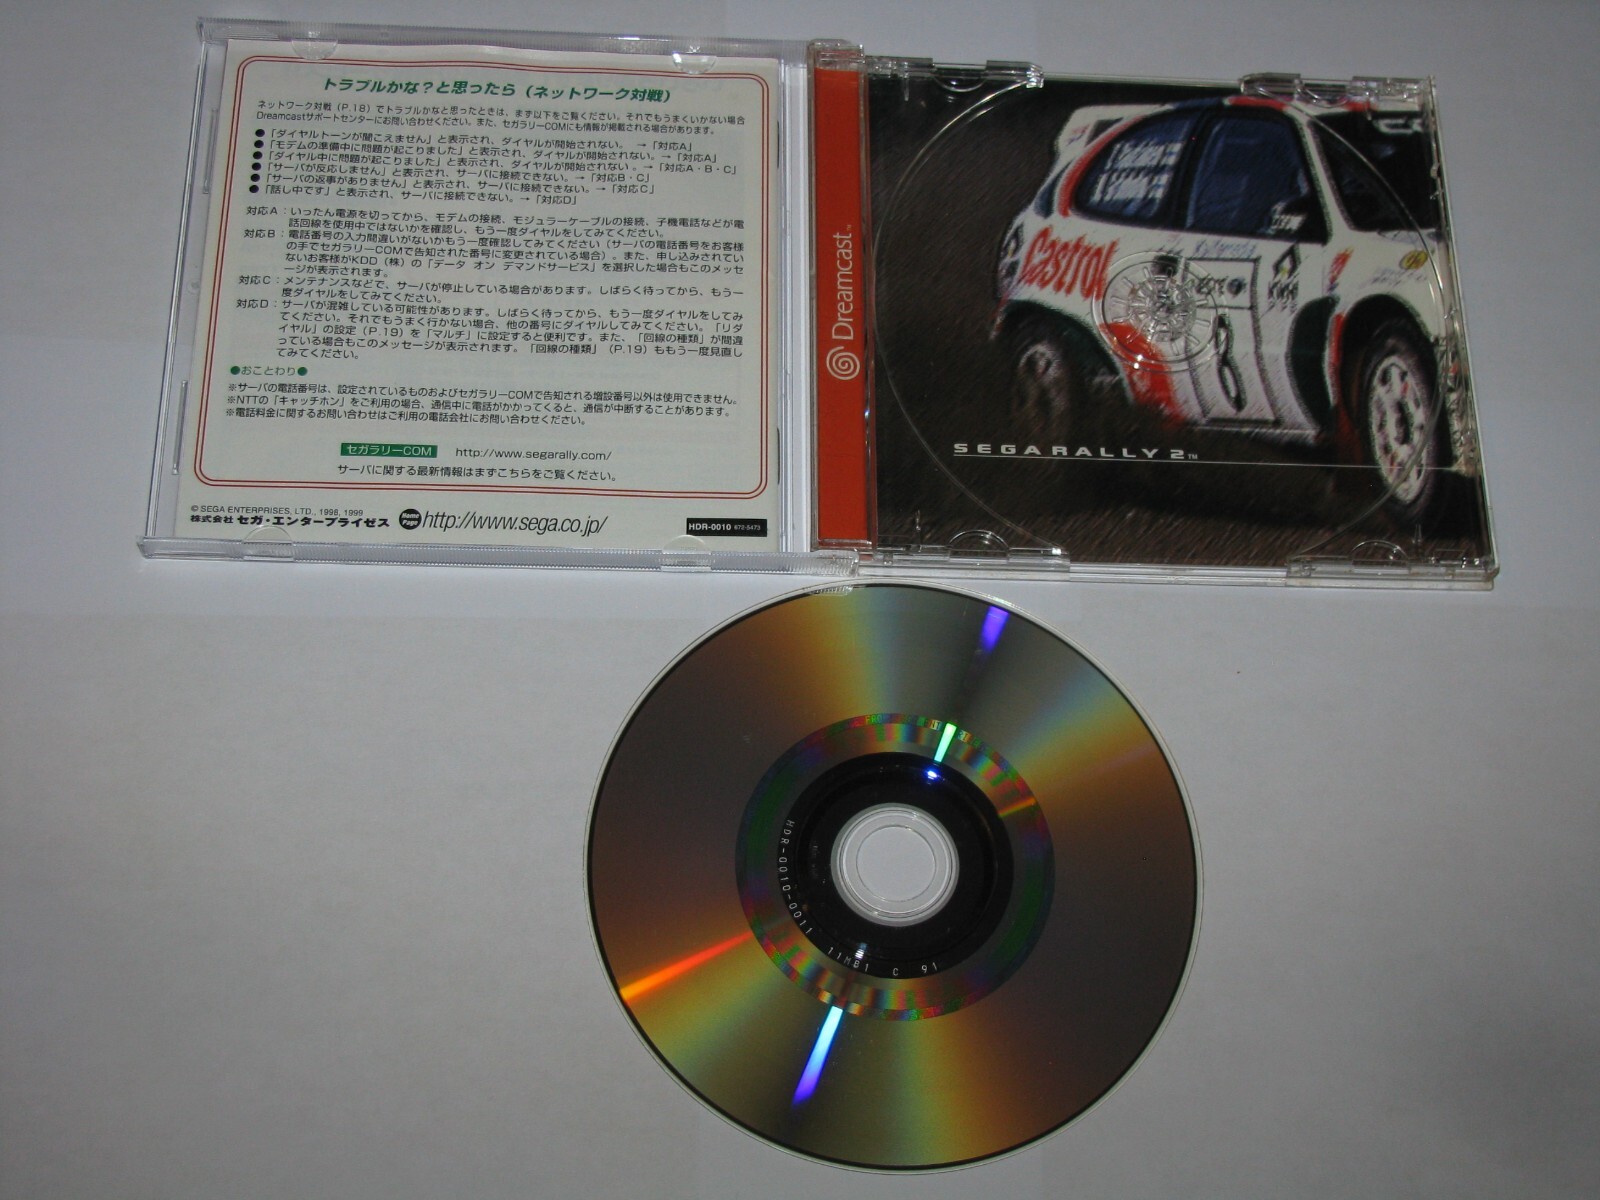 トラブルかな？と思ったら（ネットワーク対戦）
ネットワーク対戦（P.18）でトラブルかなと思ったときは、まず以下をご覧ください。それでもうまくいかない場合
Dreamcastサポートセンターにお問い合わせください。また、セガラリーCOMにも情報が掲載される場合があります。
●「ダイヤルトーンが聞こえません」と表示され、ダイヤルが開始されない。 →「対応A」
●「モデムの準備中に問題が起こりました」と表示され、ダイヤルが開始されない。→「対応A」
●「ダイヤル中に問題が起こりました」と表示され、ダイヤルが開始されない。→「対応A・B・C」
●「サーバが反応しません」と表示され、サーバに接続できない。→「対応B・C」
●「サーバの返事がありません」と表示され、サーバに接続できない。→「対応C」
●「話し中です」と表示され、サーバに接続できない。→「対応D」
対応A：いったん電源を切ってから、モデムの接続、モジュラーケーブルの接続、子機電話などが電
話回線を使用中ではないかを確認し、もう一度ダイヤルをしてみてください。
対応B：電話番号の入力間違いがないかもう一度確認してみてください（サーバの電話番号をお客様
の手でセガラリーCOMで告知された番号に変更されている場合）。また、申し込みされてい
ないお客様がKDD（株）の「データ オン デマンドサービス」を選択した場合もこのメッセ
ージが表示されます。
対応C：メンテナンスなどで、サーバが停止している場合があります。しばらく待ってから、もう一
度ダイヤルをしてみてください。
対応D：サーバが混雑している可能性があります。しばらく待ってから、もう一度ダイヤルをしてみ
てください。それでもうまく行かない場合、他の番号にダイヤルしてみてください。「リダ
イヤル」の設定（P.19）を「マルチ」に設定すると便利です。また、「回線の種類」が間違
っている場合もこのメッセージが表示されます。「回線の種類」（P.19）ももう一度見直し
てみてください。
●おことわり●
※サーバの電話番号は、設定されているものおよびセガラリーCOMで告知される増設番号以外は使用できません。
※NTTの「キャッチホン」をご利用の場合、通信中に電話がかかってくると、通信が中断することがあります。
※電話料金に関するお問い合わせはご利用の電話会社にお問い合せください。
セガラリーCOM http://www.segarally.com/
サーバに関する最新情報はまずこちらをご覧ください。
© SEGA ENTERPRISES, LTD., 1998, 1999
株式会社 セガ・エンタープライゼス Home Page http://www.sega.co.jp/
HDR-0010 672-5473
Dreamcast™
Castrol
8
SEGA RALLY 2™
HDR-0010-0011 11MB1 C 91